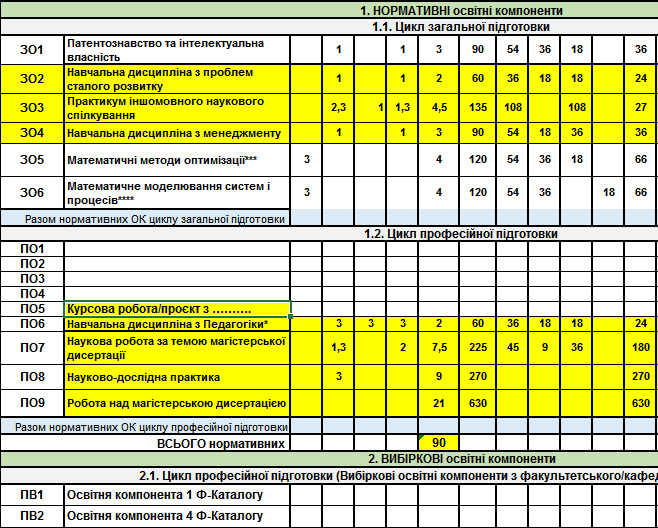 1. НОРМАТИВНІ освітні компоненти
1.1. Цикл загальної підготовки
ЗО1 Патентознавство та інтелектуальна власність 1 1 3 90 54 36 18 36
ЗО2 Навчальна дисципліна з проблем сталого розвитку 1 1 2 60 36 18 18 24
ЗО3 Практикум іншомовного наукового спілкування 2,3 1 1,3 4,5 135 108 108 27
ЗО4 Навчальна дисципліна з менеджменту 1 1 3 90 54 18 36 36
ЗО5 Математичні методи оптимізації*** 3 4 120 54 36 18 66
ЗО6 Математичне моделювання систем і процесів**** 3 4 120 54 36 18 66
Разом нормативних ОК циклу загальної підготовки
1.2. Цикл професійної підготовки
ПО1
ПО2
ПО3
ПО4
ПО5 Курсова робота/проєкт з ……….
ПО6 Навчальна дисципліна з Педагогіки* 3 3 3 2 60 36 18 18 24
ПО7 Наукова робота за темою магістерської дисертації 1,3 2 7,5 225 45 9 36 180
ПО8 Науково-дослідна практика 3 9 270 270
ПО9 Робота над магістерською дисертацією 21 630 630
Разом нормативних ОК циклу професійної підготовки
ВСЬОГО нормативних 90
2. ВИБІРКОВІ освітні компоненти
2.1. Цикл професійної підготовки (Вибіркові освітні компоненти з факультетського/кафед
ПВ1 Освітня компонента 1 Ф-Каталогу
ПВ2 Освітня компонента 4 Ф-Каталогу